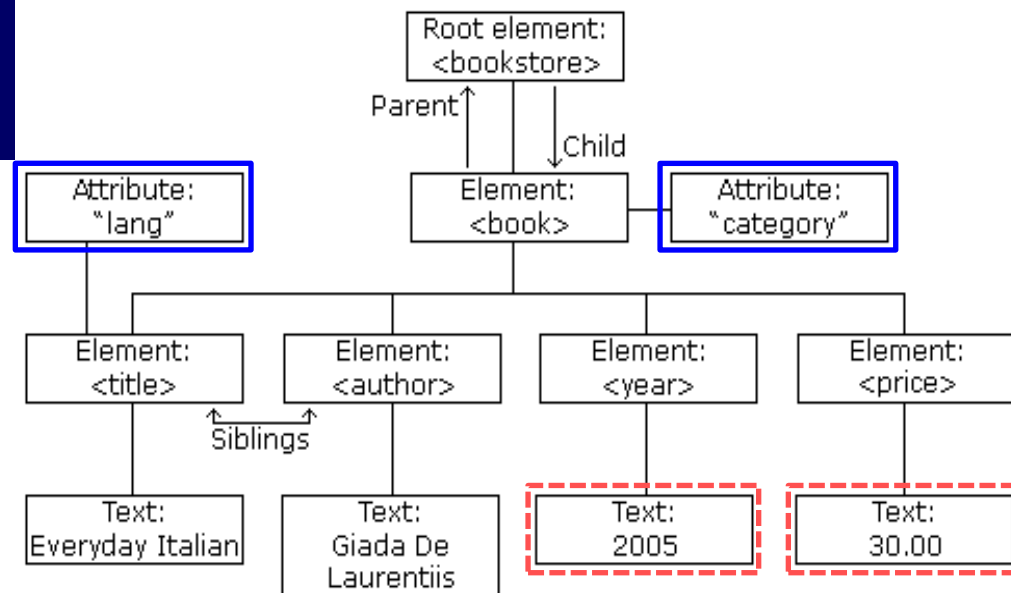 Root element:
<bookstore>
Parent
Child
Attribute:
“lang”
Element:
<book>
Attribute:
“category”
Element:
<title>
Element:
<author>
Element:
<year>
Element:
<price>
Siblings
Text:
Everyday Italian
Text:
Giada De
Laurentiis
Text:
2005
Text:
30.00